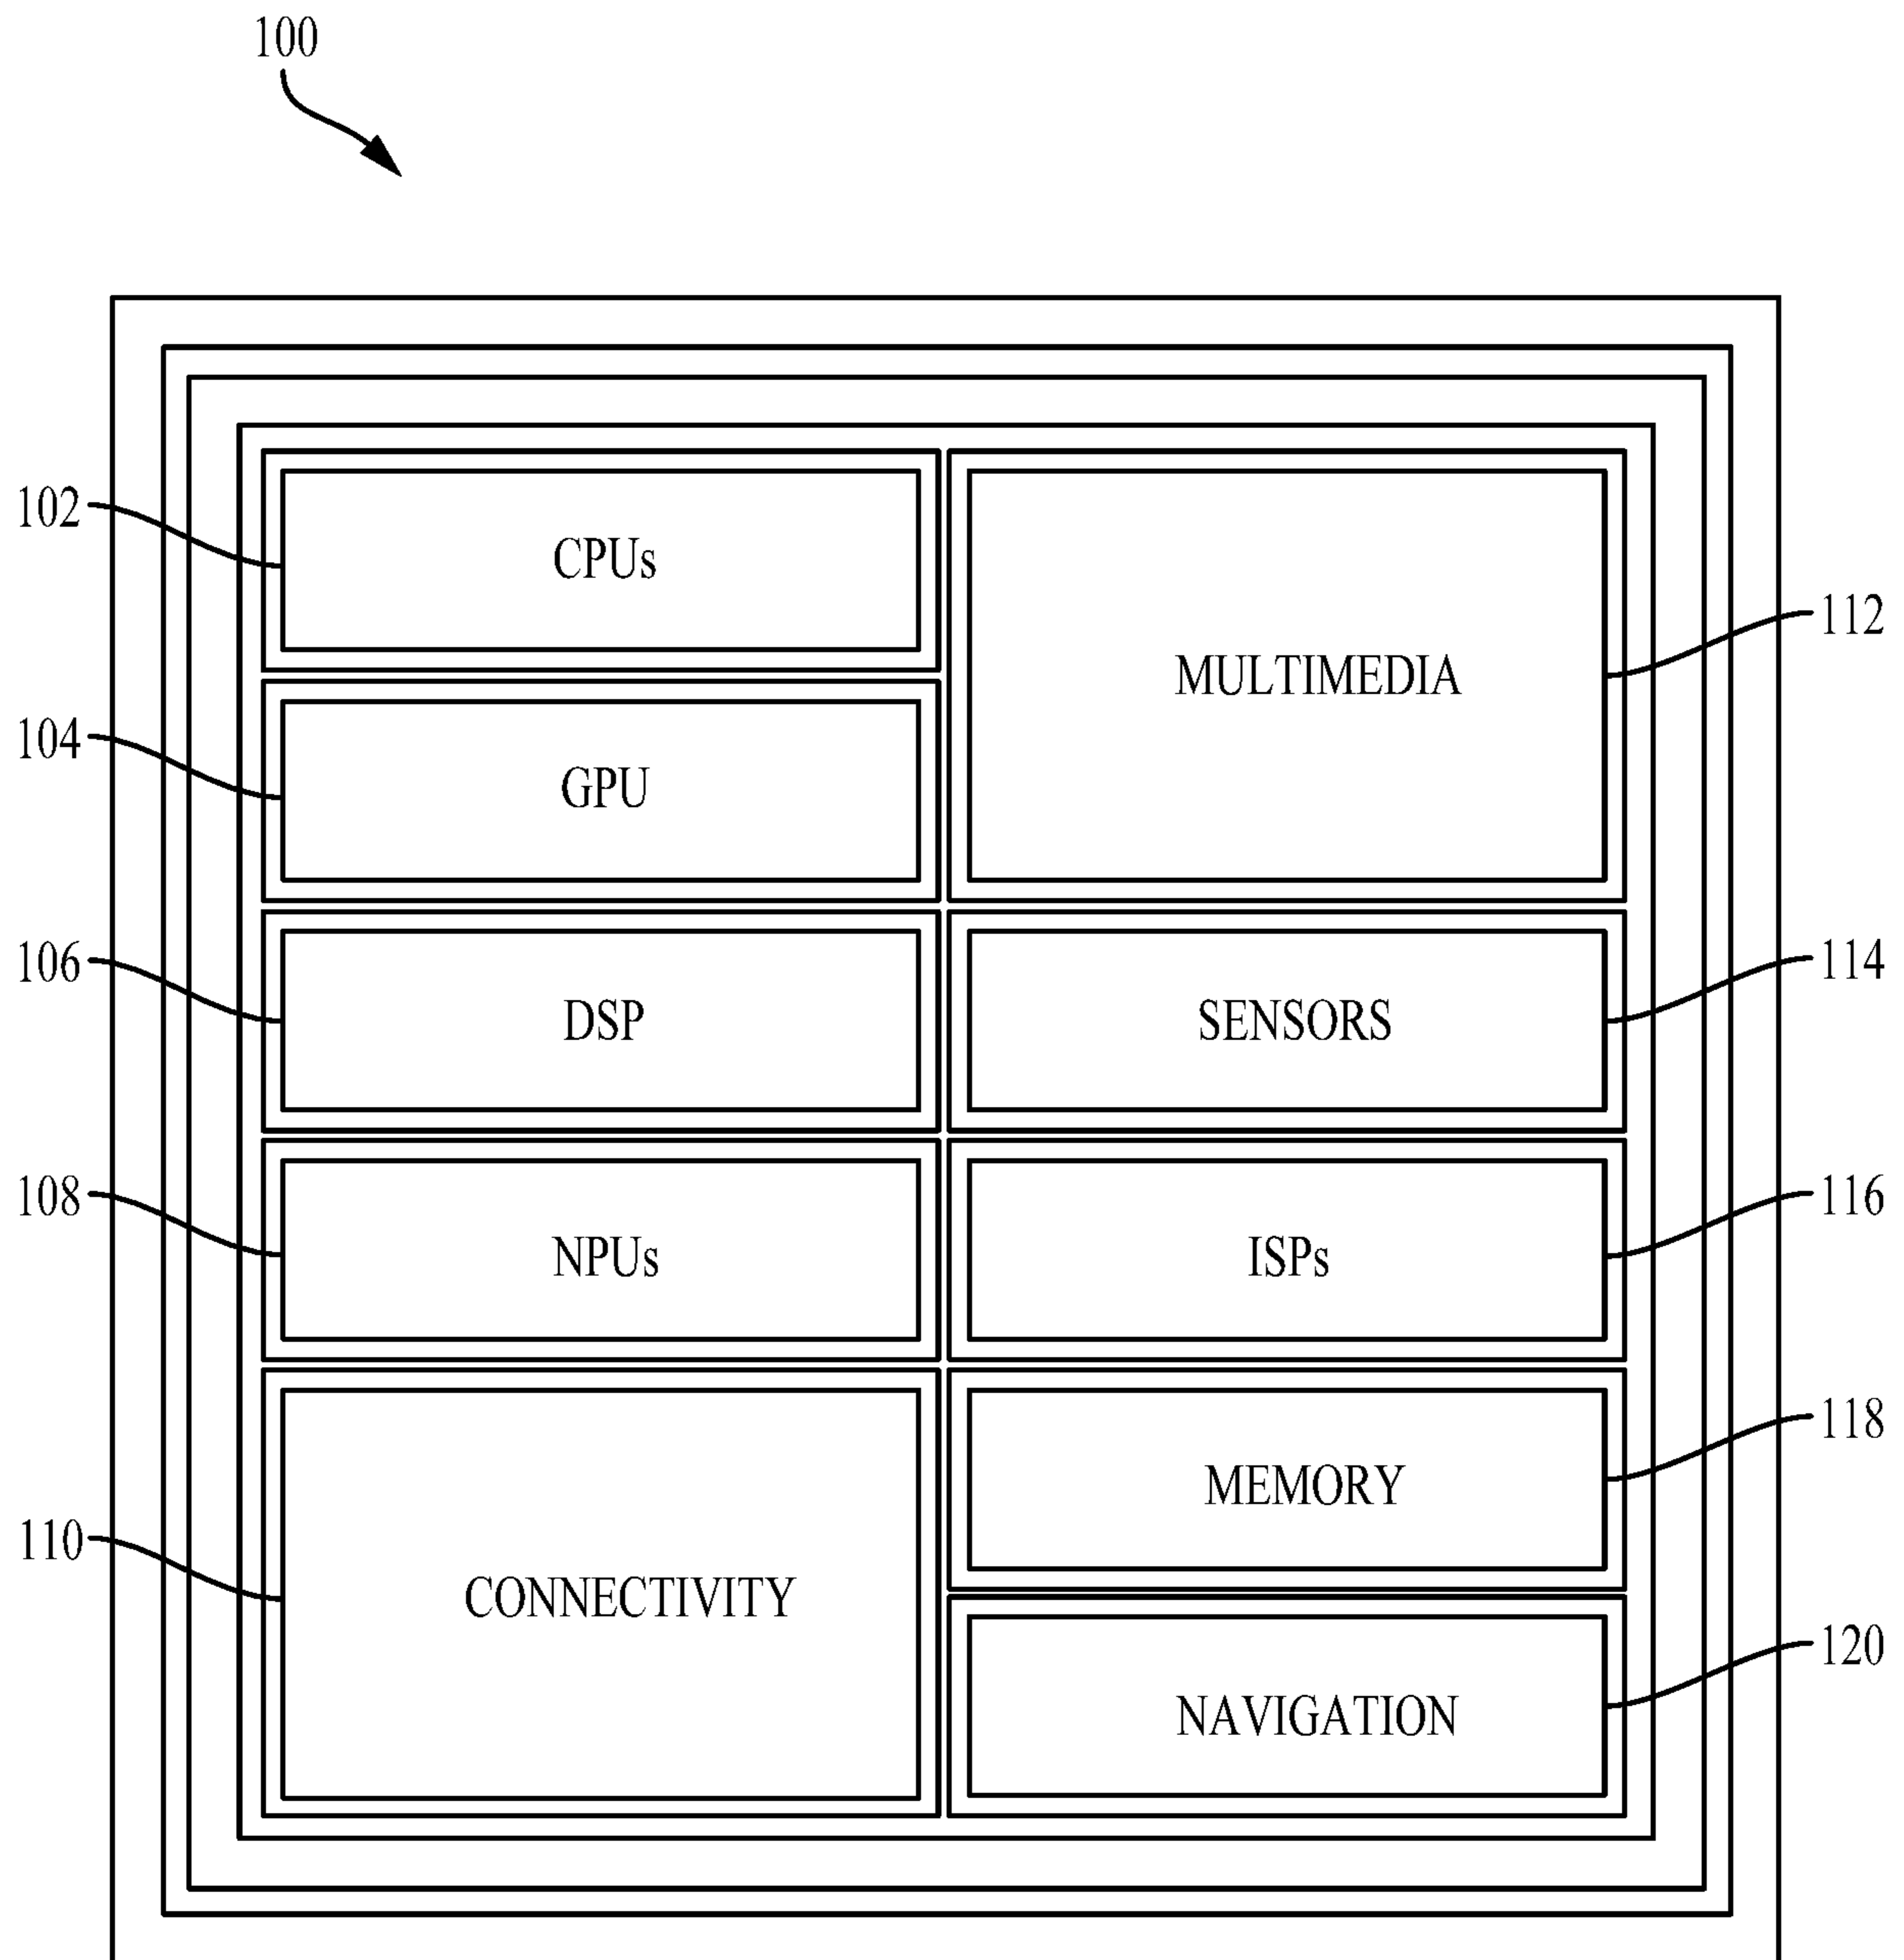 100
102
CPUs
MULTIMEDIA
112
104
GPU
106
DSP
SENSORS
114
108
NPUs
ISPs
116
110
CONNECTIVITY
MEMORY
118
NAVIGATION
120